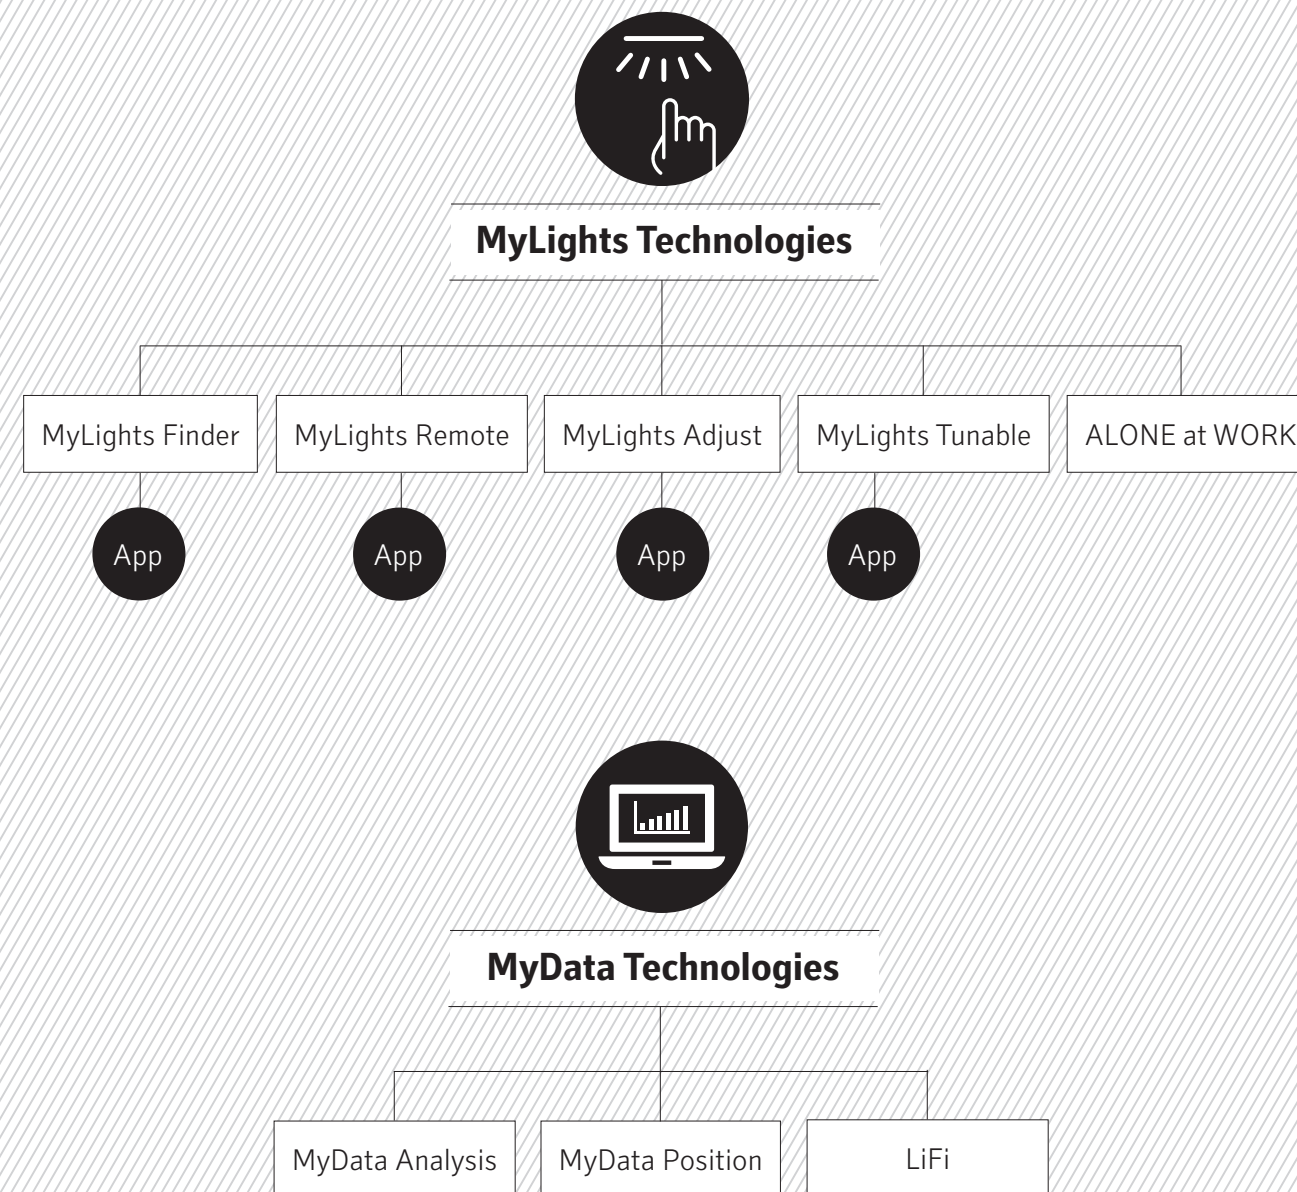 MyLights Technologies
MyLights Finder
MyLights Remote
MyLights Adjust
MyLights Tunable
ALONE at WORK
App
App
App
App
MyData Technologies
MyData Analysis
MyData Position
LiFi